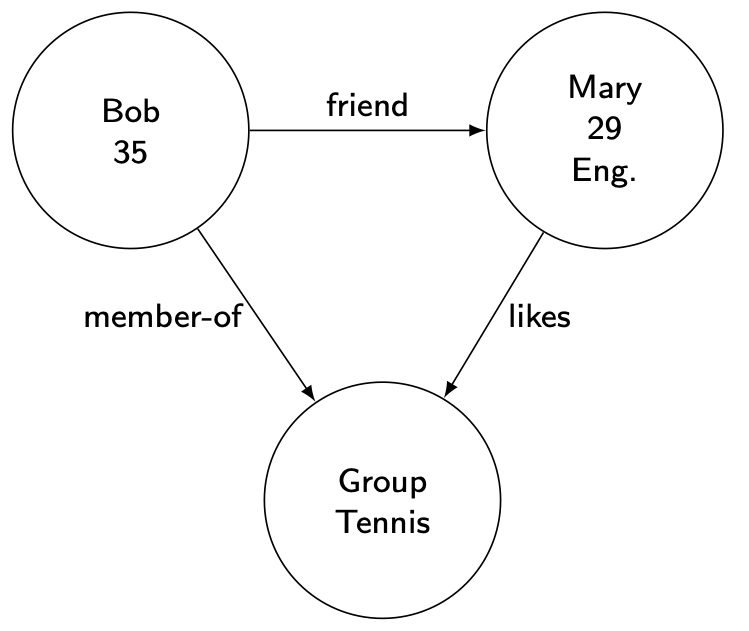 Bob
35
friend
Mary
29
Eng.
member-of
likes
Group
Tennis